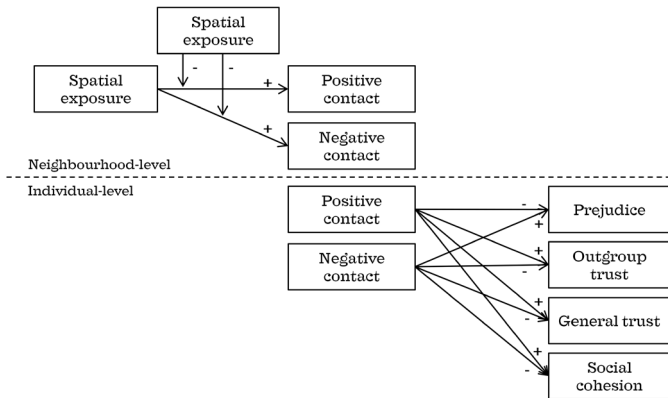 Spatial
exposure
-
-
Spatial
exposure
+
Positive
contact
+
Negative
contact
Neighbourhood-level
Individual-level
Positive
contact
-
Prejudice
+
Negative
contact
+
Outgroup
trust
-
+
General trust
-
+
Social
cohesion
-